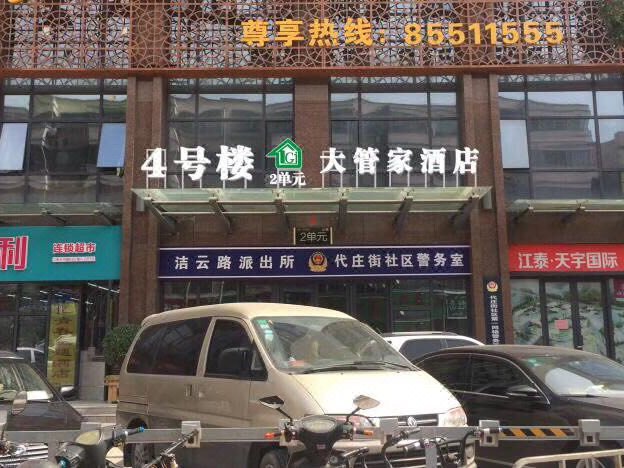 尊享热线：85511555
4号楼
2单元
大管家酒店
2单元
利
连锁超市
洁云路派出所 代庄街社区警务室
江泰·天宇国际